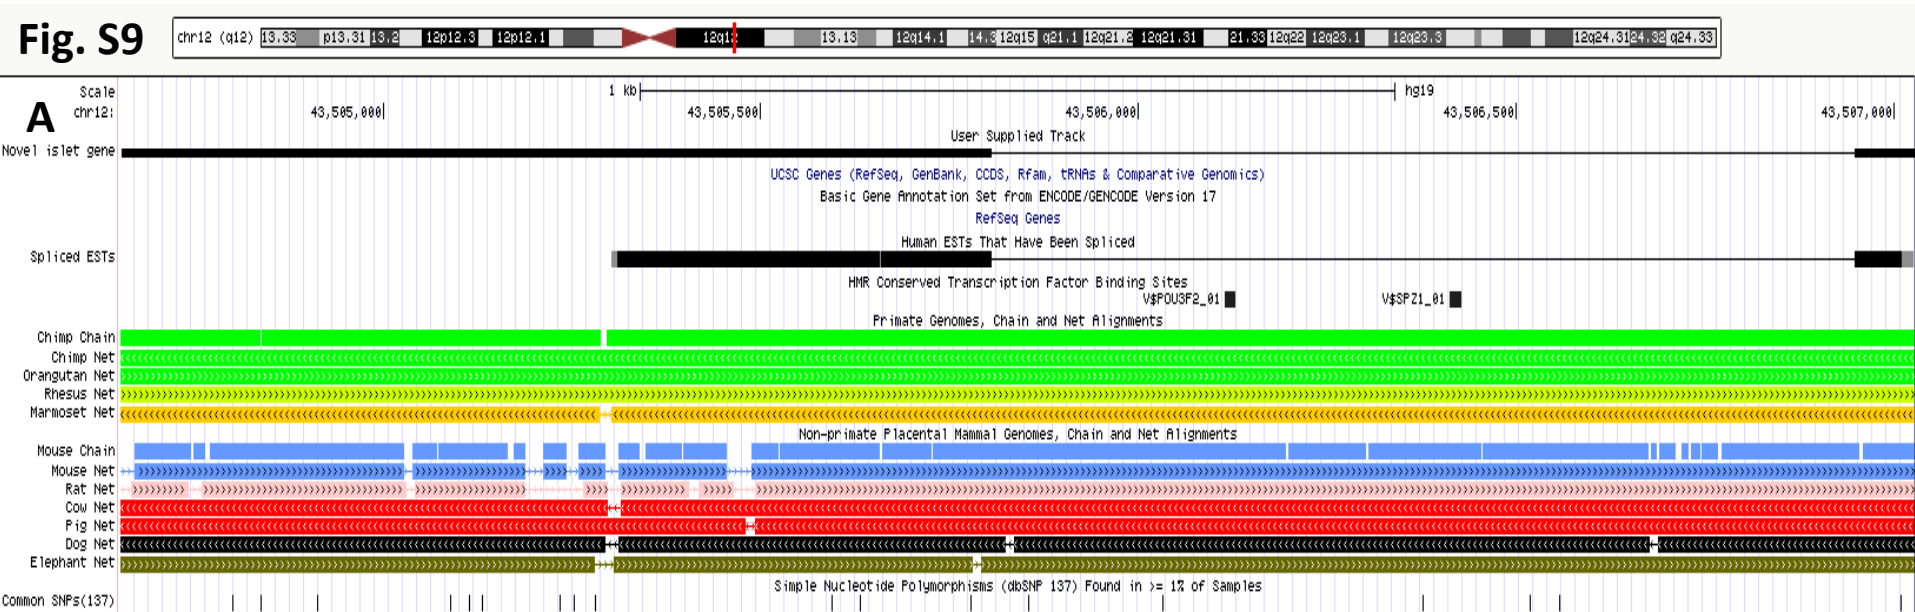 Fig. S9
chr12 (q12) 13.33 p13.31 13.2 12p12.3 12p12.1 12q12 13.13 12q14.1 14.3 12q15 q21.1 12q21.2 12q21.31 21.33 12q22 12q23.1 12q23.3 12q24.31 24.32 q24.33
A
Scale 1 kb hg19
chr12: 43,505,000 43,505,500 43,506,000 43,506,500 43,507,000
User Supplied Track
Novel islet gene
UCSC Genes (RefSeq, GenBank, CCDS, Rfam, tRNAs & Comparative Genomics)
Basic Gene Annotation Set from ENCODE/GENCODE Version 17
RefSeq Genes
Human ESTs That Have Been Spliced
Spliced ESTs
HMR Conserved Transcription Factor Binding Sites
V$POU3F2_01 V$SPZ1_01
Primate Genomes, Chain and Net Alignments
Chimp Chain
Chimp Net
Orangutan Net
Rhesus Net
Marmoset Net
Non-primate Placental Mammal Genomes, Chain and Net Alignments
Mouse Chain
Mouse Net
Rat Net
Cow Net
Pig Net
Dog Net
Elephant Net
Simple Nucleotide Polymorphisms (dbSNP 137) Found in >= 1% of Samples
Common SNPs(137)